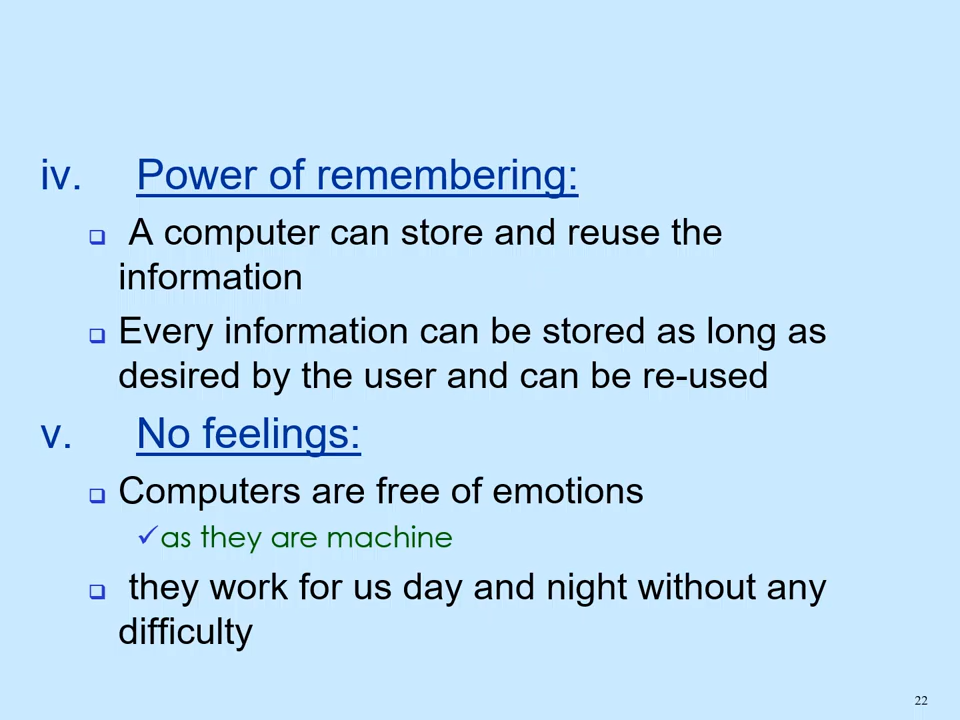 iv. Power of remembering:
❑ A computer can store and reuse the
information
❑ Every information can be stored as long as
desired by the user and can be re-used
v. No feelings:
❑ Computers are free of emotions
✓as they are machine
❑ they work for us day and night without any
difficulty
22